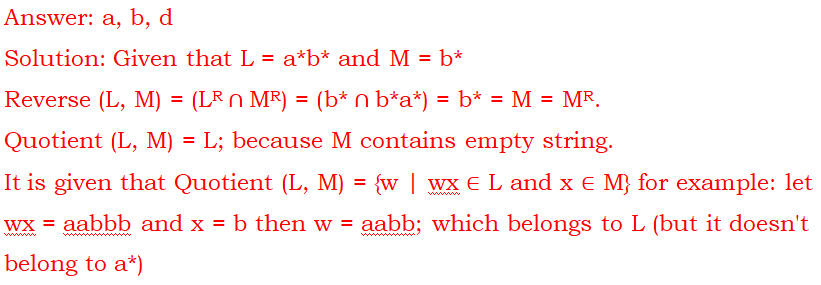 Answer: a, b, d
Solution: Given that L = a*b* and M = b*
Reverse (L, M) = (Lᴿ ∩ Mᴿ) = (b* ∩ b*a*) = b* = M = Mᴿ.
Quotient (L, M) = L; because M contains empty string.
It is given that Quotient (L, M) = {w | wx ∈ L and x ∈ M} for example: let
wx = aabbb and x = b then w = aabb; which belongs to L (but it doesn't
belong to a*)